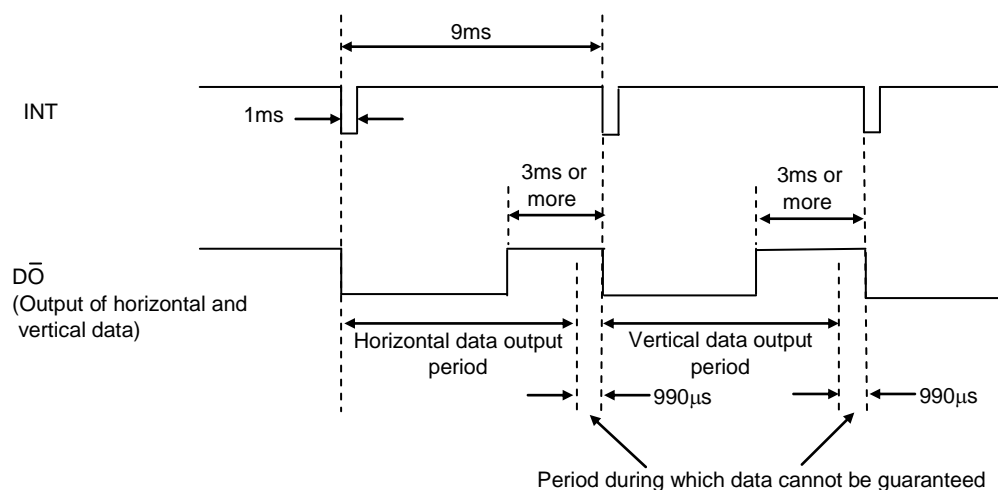 9ms
INT
1ms
3ms or
more
3ms or
more
DŌ
(Output of horizontal and
vertical data)
Horizontal data output
period
Vertical data output
period
990μs
990μs
Period during which data cannot be guaranteed